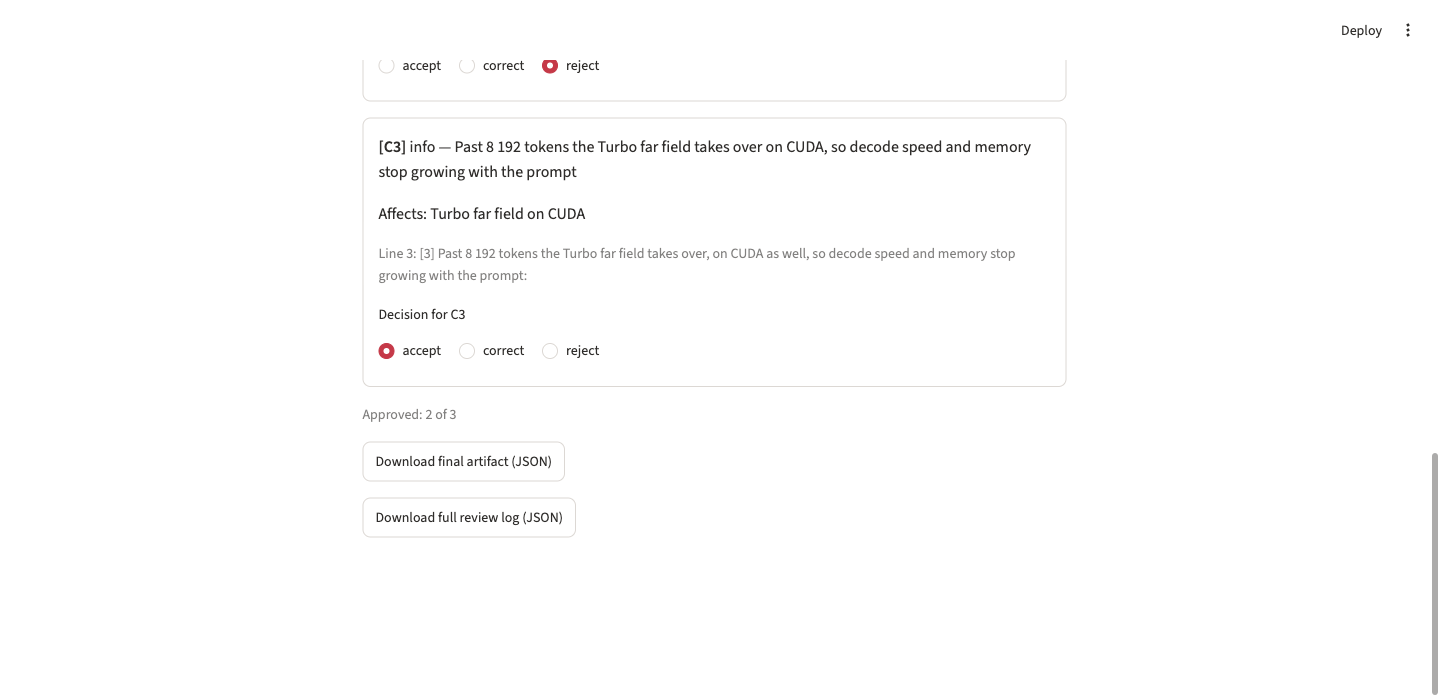 Deploy
accept correct reject
[C3] info — Past 8 192 tokens the Turbo far field takes over on CUDA, so decode speed and memory
stop growing with the prompt
Affects: Turbo far field on CUDA
Line 3: [3] Past 8 192 tokens the Turbo far field takes over, on CUDA as well, so decode speed and memory stop
growing with the prompt:
Decision for C3
accept correct reject
Approved: 2 of 3
Download final artifact (JSON)
Download full review log (JSON)